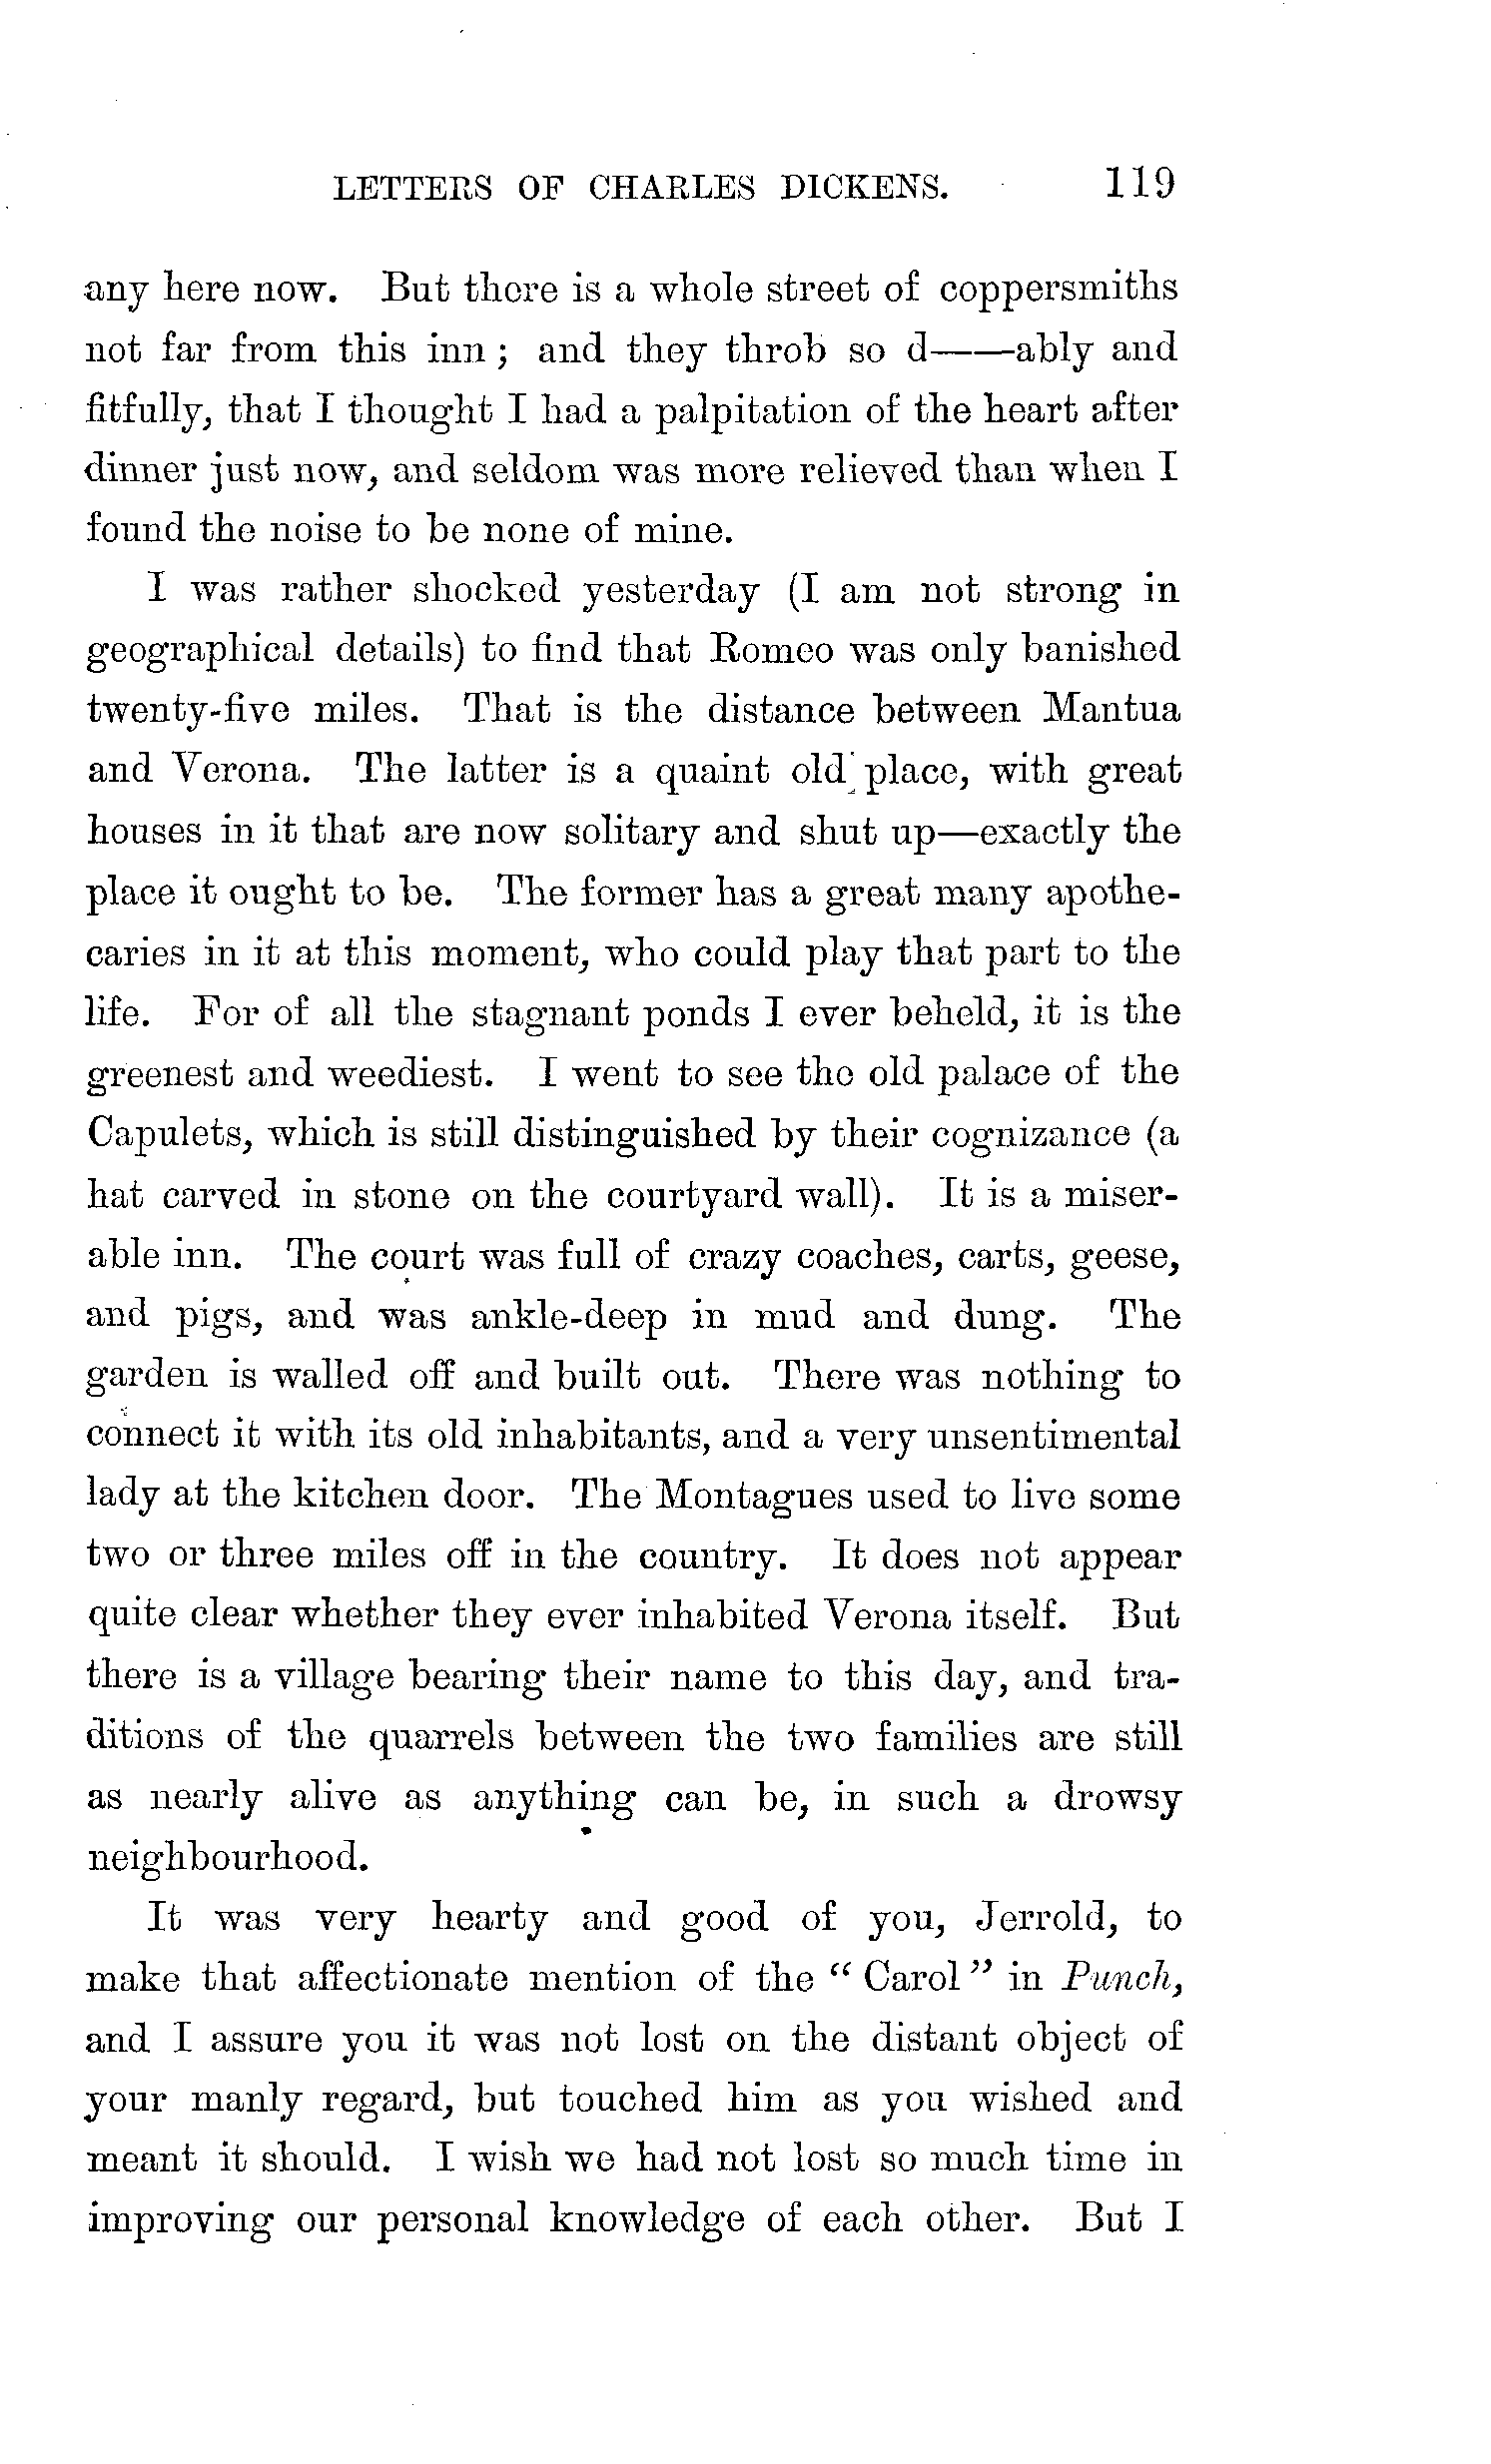 LETTERS OF CHARLES DICKENS. 119
any here now. But there is a whole street of coppersmiths
not far from this inn; and they throb so d——ably and
fitfully, that I thought I had a palpitation of the heart after
dinner just now, and seldom was more relieved than when I
found the noise to be none of mine.
I was rather shocked yesterday (I am not strong in
geographical details) to find that Romeo was only banished
twenty-five miles. That is the distance between Mantua
and Verona. The latter is a quaint old place, with great
houses in it that are now solitary and shut up—exactly the
place it ought to be. The former has a great many apothe-
caries in it at this moment, who could play that part to the
life. For of all the stagnant ponds I ever beheld, it is the
greenest and weediest. I went to see the old palace of the
Capulets, which is still distinguished by their cognizance (a
hat carved in stone on the courtyard wall). It is a miser-
able inn. The court was full of crazy coaches, carts, geese,
and pigs, and was ankle-deep in mud and dung. The
garden is walled off and built out. There was nothing to
connect it with its old inhabitants, and a very unsentimental
lady at the kitchen door. The Montagues used to live some
two or three miles off in the country. It does not appear
quite clear whether they ever inhabited Verona itself. But
there is a village bearing their name to this day, and tra-
ditions of the quarrels between the two families are still
as nearly alive as anything can be, in such a drowsy
neighbourhood.
It was very hearty and good of you, Jerrold, to
make that affectionate mention of the "Carol" in Punch,
and I assure you it was not lost on the distant object of
your manly regard, but touched him as you wished and
meant it should. I wish we had not lost so much time in
improving our personal knowledge of each other. But I